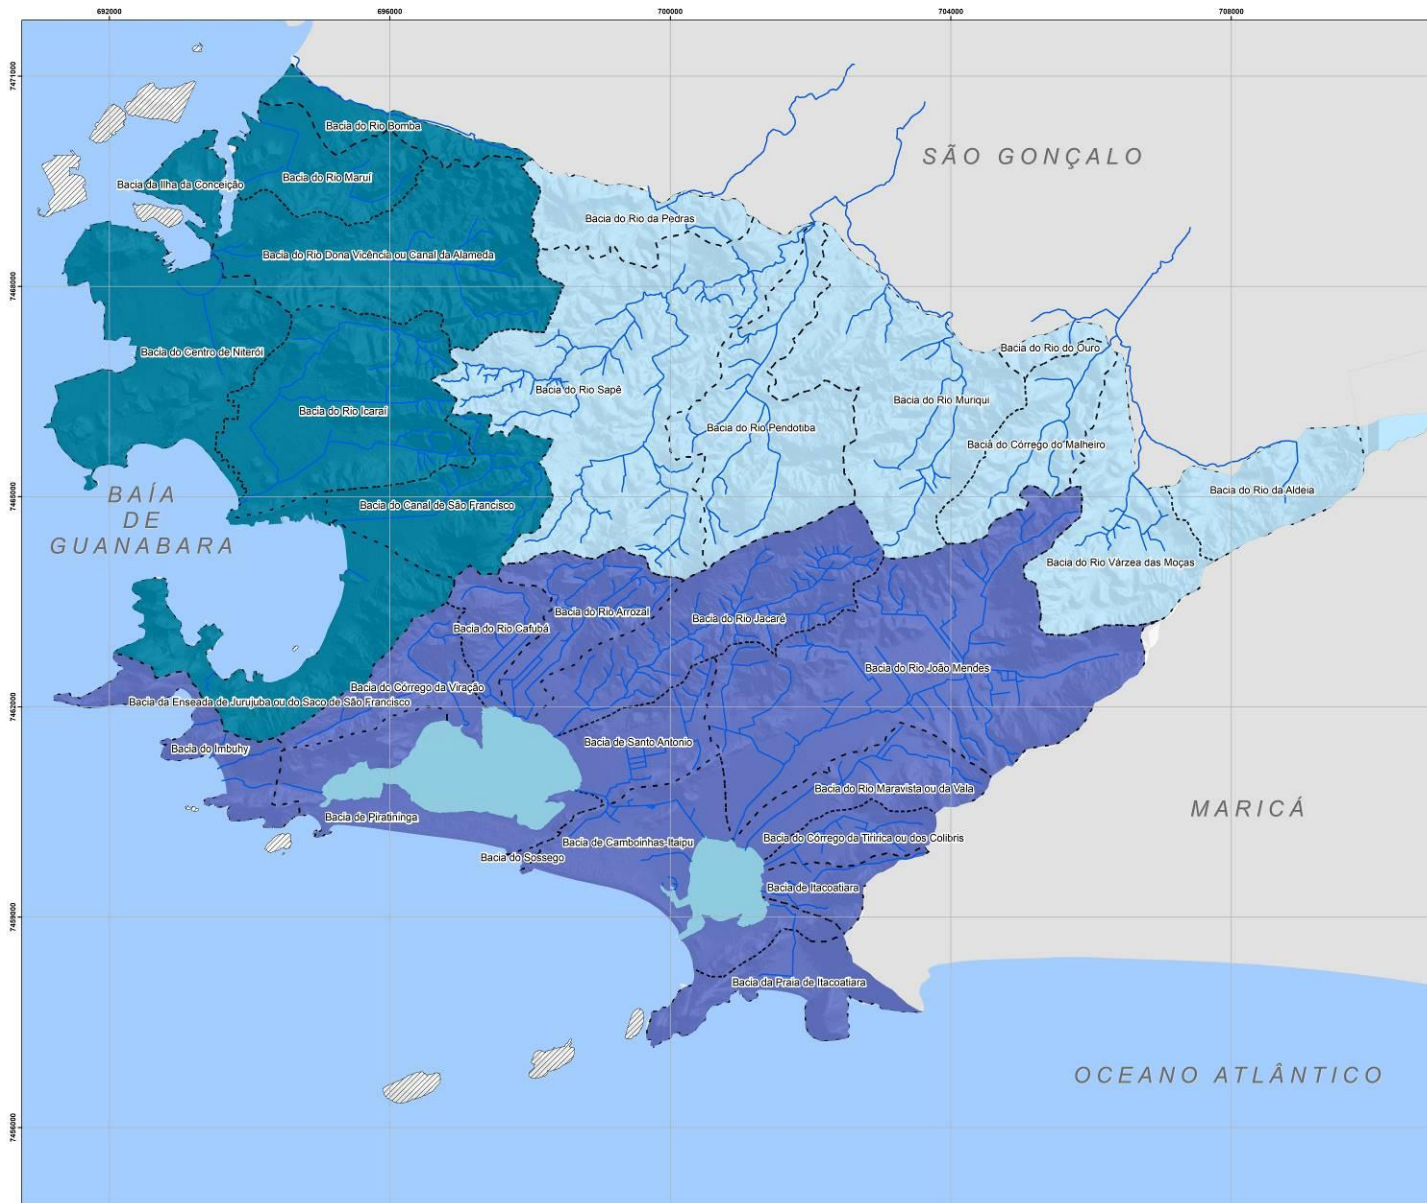 692000
696000
700000
704000
708000
7471000
Bacia do Rio Bomba
SÃO GONÇALO
Bacia do Rio Maruí
Bacia da Ilha da Conceição
Bacia do Rio da Pedras
Bacia do Rio Dona Vicência ou Canal da Alameda
7468000
Bacia do Rio do Ouro
Bacia do Centro de Niterói
Bacia do Rio Sapê
Bacia do Rio Muriqui
Bacia do Rio Icaraí
Bacia do Rio Pendotiba
Bacia do Córrego do Malheiro
Bacia do Rio da Aldeia
BAÍA
DE
GUANABARA
7465000
Bacia do Canal de São Francisco
Bacia do Rio Várzea das Moças
Bacia do Rio Arrozal
Bacia do Rio Jacaré
Bacia do Rio Cafubá
Bacia do Rio João Mendes
Bacia do Córrego da Viração
Bacia da Enseada de Jurujuba ou do Saco de São Francisco
7462000
Bacia de Santo Antonio
Bacia do Imbuhy
Bacia do Rio Maravista ou da Vala
MARICÁ
Bacia de Piratininga
Bacia do Córrego da Tiririca ou dos Colibris
Bacia de Camboinhas-Itaipu
Bacia do Sossego
Bacia de Itacoatiara
7459000
Bacia da Praia de Itacoatiara
OCEANO ATLÂNTICO
7456000